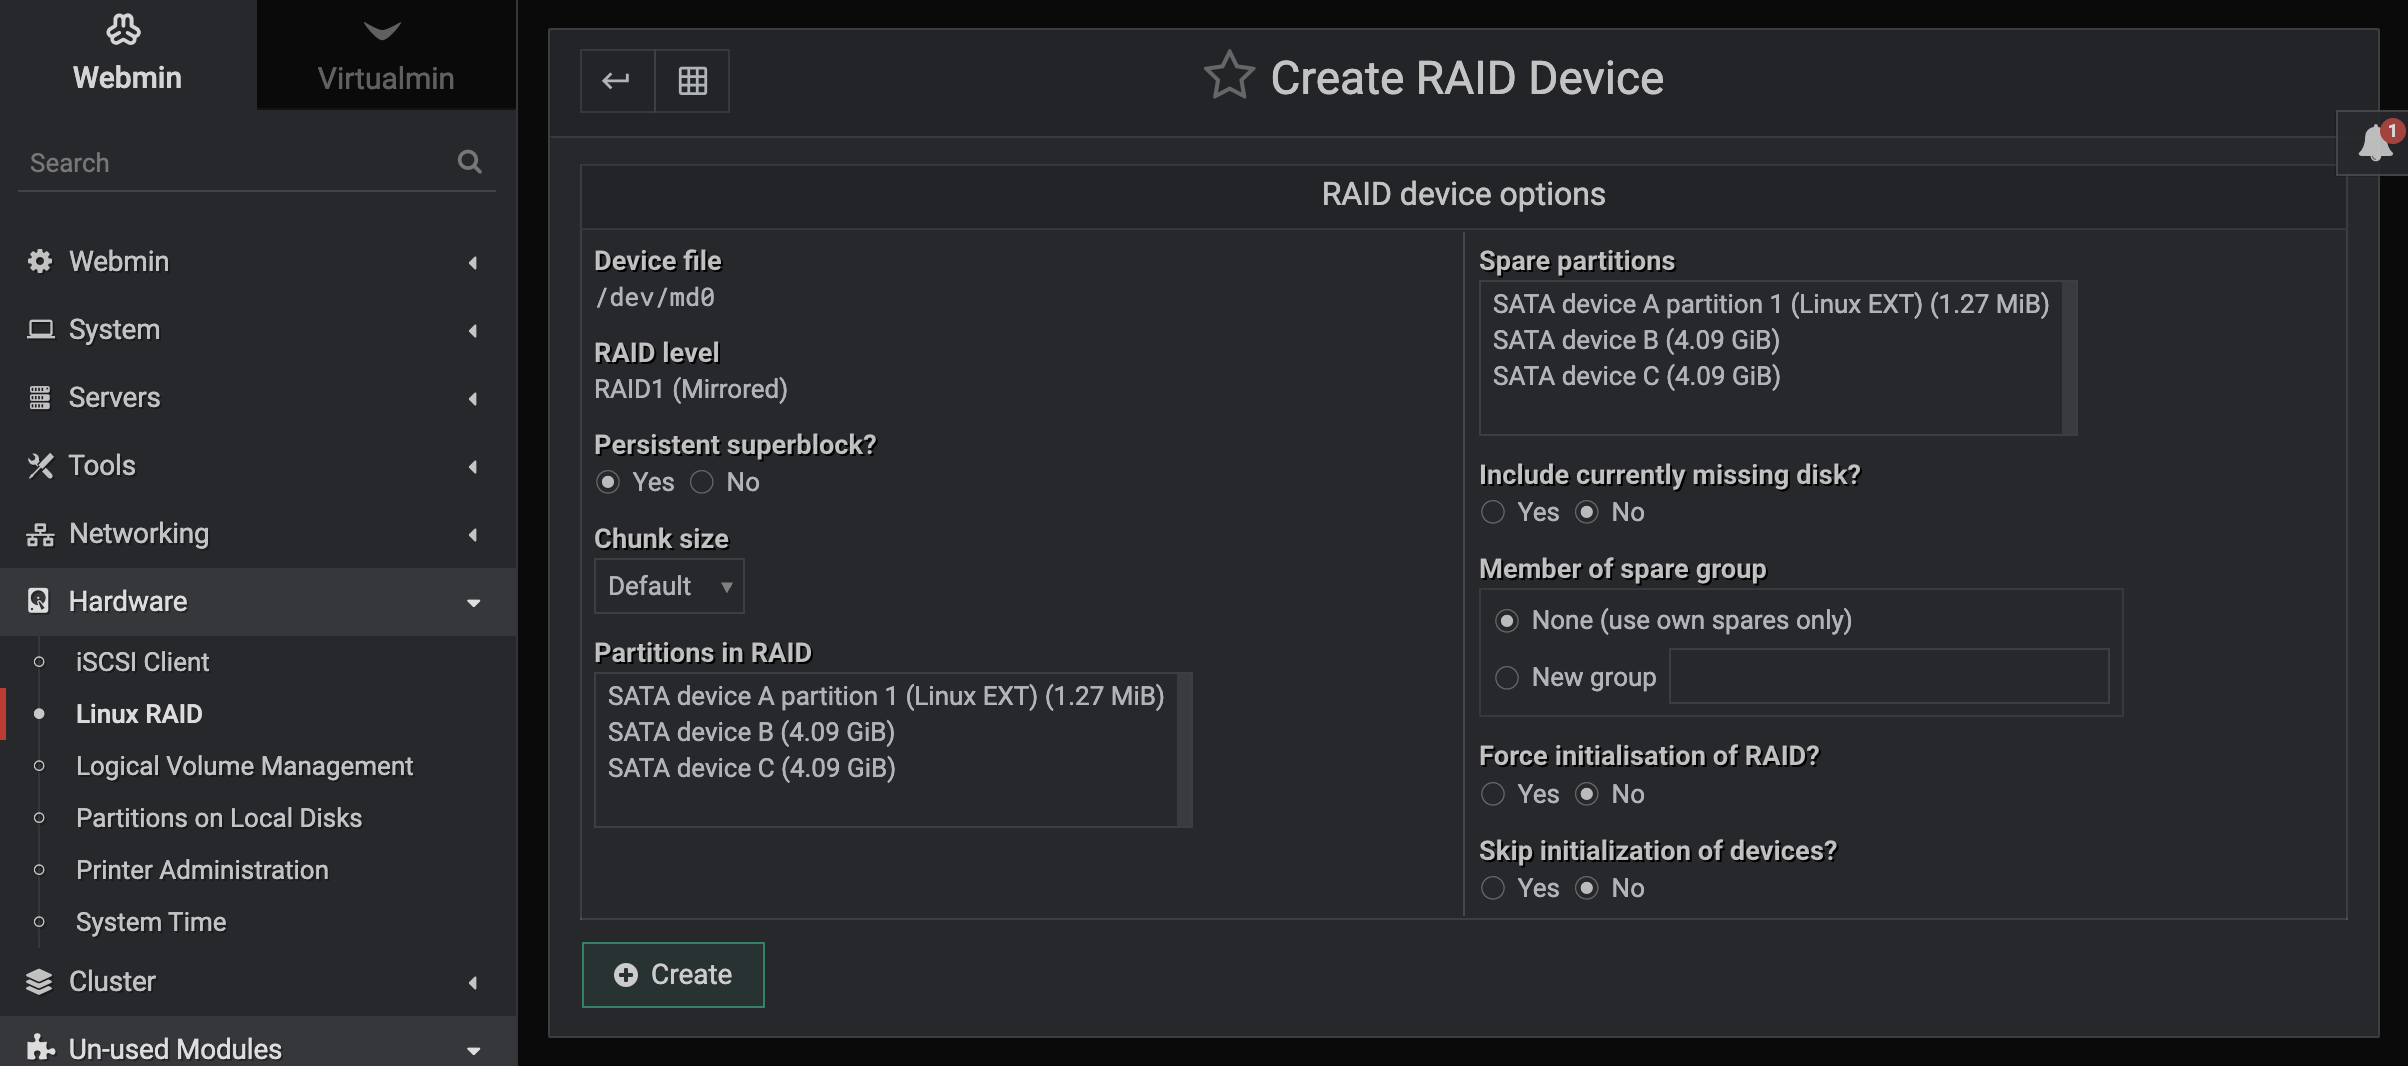 Webmin
Virtualmin
Search
Webmin
System
Servers
Tools
Networking
Hardware
iSCSI Client
Linux RAID
Logical Volume Management
Partitions on Local Disks
Printer Administration
System Time
Cluster
Un-used Modules
Create RAID Device
1
RAID device options
Device file
/dev/md0
RAID level
RAID1 (Mirrored)
Persistent superblock?
Yes No
Chunk size
Default
Partitions in RAID
SATA device A partition 1 (Linux EXT) (1.27 MiB)
SATA device B (4.09 GiB)
SATA device C (4.09 GiB)
Spare partitions
SATA device A partition 1 (Linux EXT) (1.27 MiB)
SATA device B (4.09 GiB)
SATA device C (4.09 GiB)
Include currently missing disk?
Yes No
Member of spare group
None (use own spares only)
New group
Force initialisation of RAID?
Yes No
Skip initialization of devices?
Yes No
Create